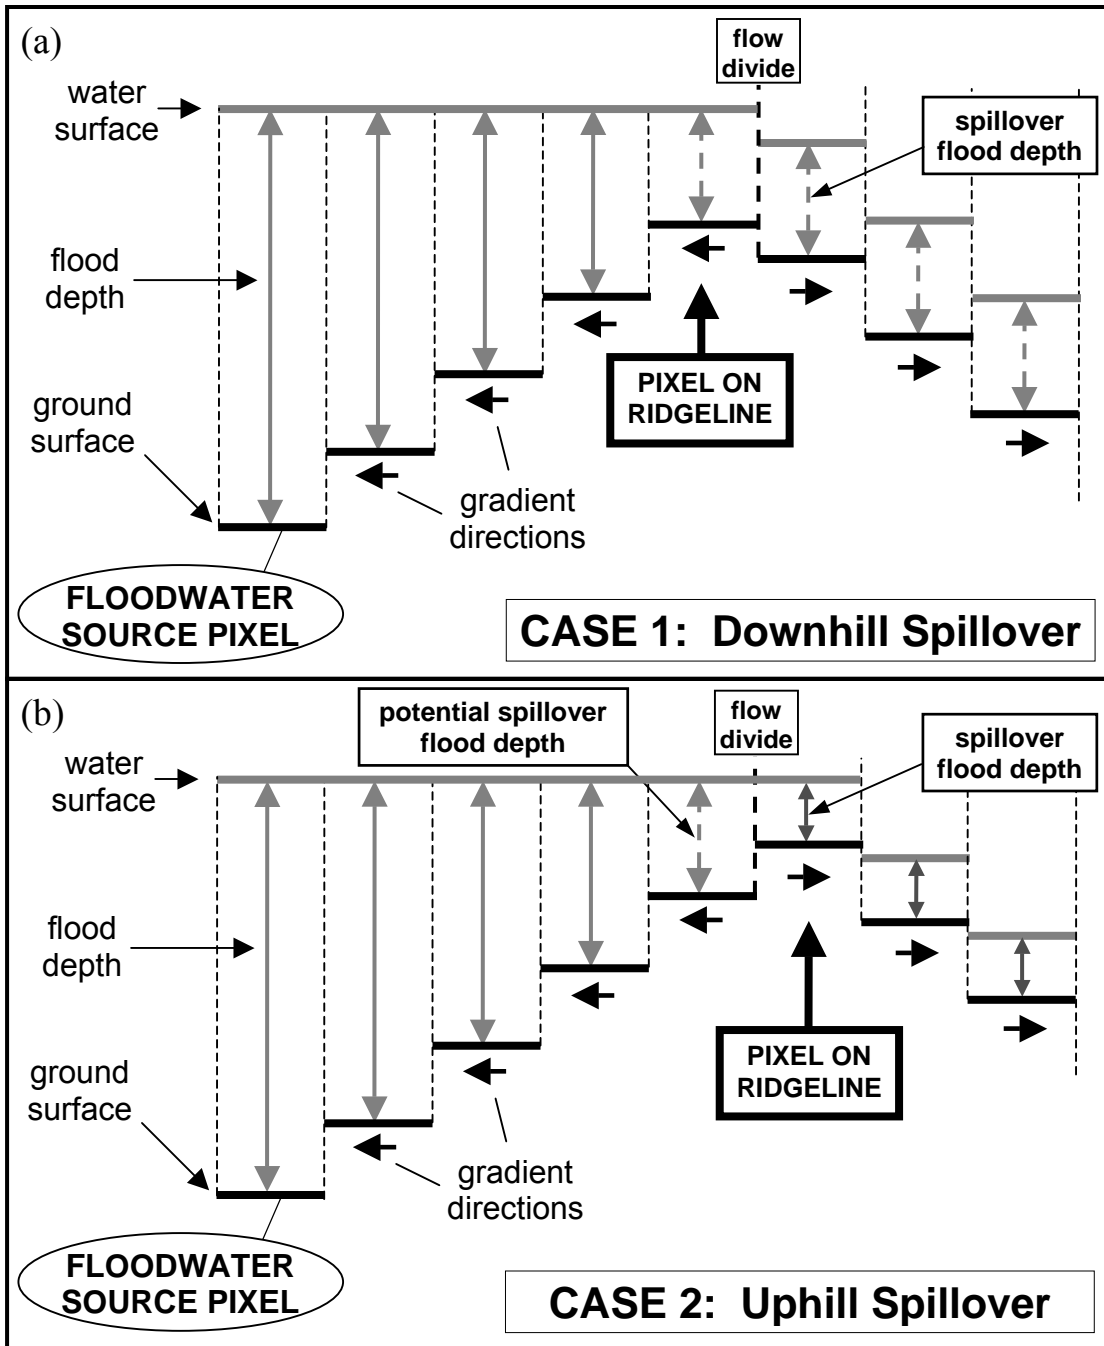 (a)
flow
divide
water
surface
spillover
flood depth
flood
depth
PIXEL ON
RIDGELINE
ground
surface
gradient
directions
FLOODWATER
SOURCE PIXEL
CASE 1:  Downhill Spillover
(b)
potential spillover
flood depth
flow
divide
spillover
flood depth
water
surface
flood
depth
PIXEL ON
RIDGELINE
ground
surface
gradient
directions
FLOODWATER
SOURCE PIXEL
CASE 2:  Uphill Spillover